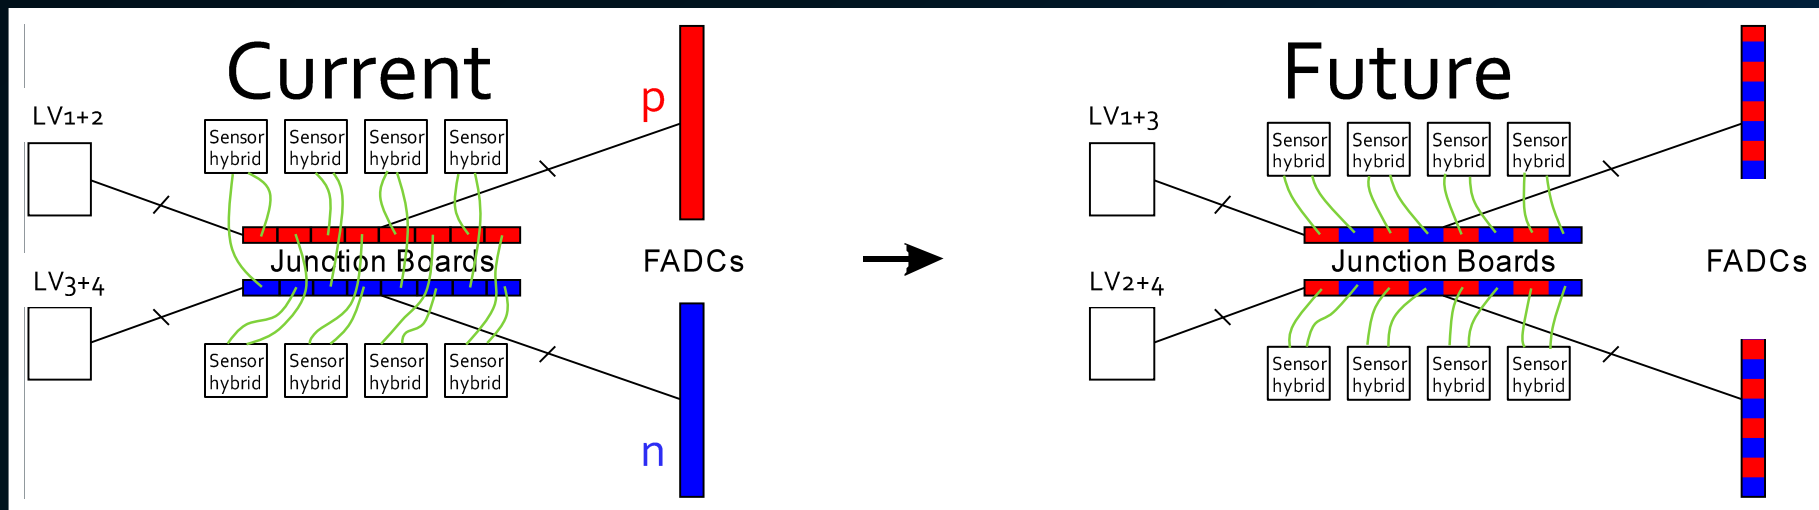 Current
LV1+2
p
Sensor
hybrid
Sensor
hybrid
Sensor
hybrid
Sensor
hybrid
Junction Boards
FADCs
LV3+4
Sensor
hybrid
Sensor
hybrid
Sensor
hybrid
Sensor
hybrid
n
Future
LV1+3
Sensor
hybrid
Sensor
hybrid
Sensor
hybrid
Sensor
hybrid
Junction Boards
FADCs
LV2+4
Sensor
hybrid
Sensor
hybrid
Sensor
hybrid
Sensor
hybrid